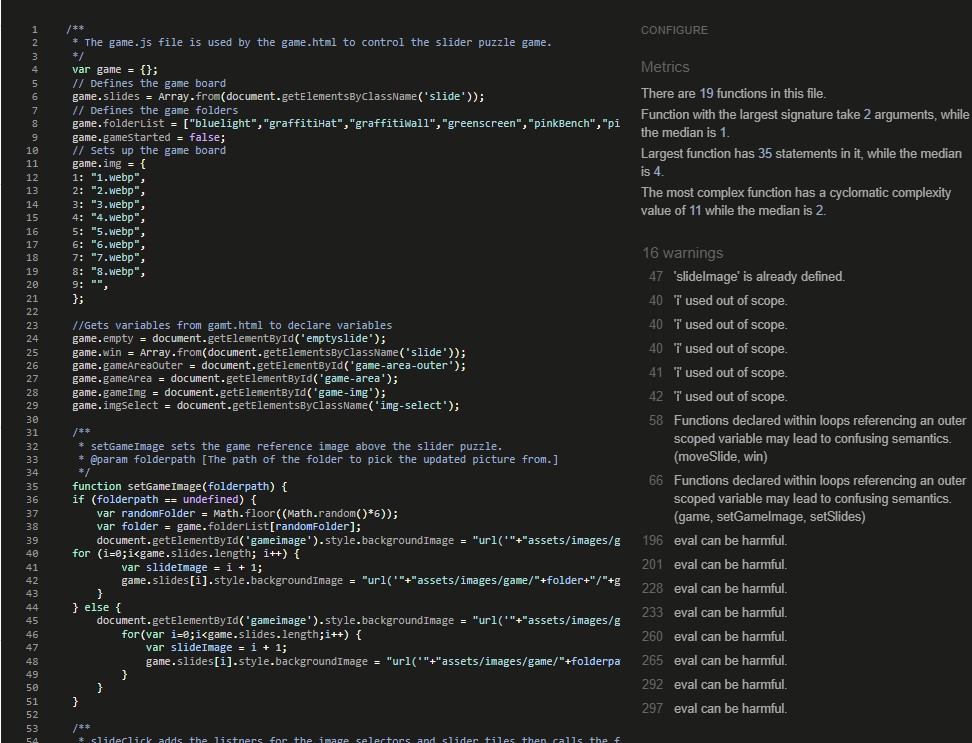 1 /**
2 * The game.js file is used by the game.html to control the slider puzzle game.
3 */
4 var game = {};
5 // Defines the game board
6 game.slides = Array.from(document.getElementsByClassName('slide'));
7 // Defines the game folders
8 game.folderList = ["bluelight","graffitiHat","graffitiWall","greenscreen","pinkBench","pi
9 game.gameStarted = false;
10 // Sets up the game board
11 game.img = {
12 1: "1.webp",
13 2: "2.webp",
14 3: "3.webp",
15 4: "4.webp",
16 5: "5.webp",
17 6: "6.webp",
18 7: "7.webp",
19 8: "8.webp",
20 9: "",
21 };
22
23 //Gets variables from gamt.html to declare variables
24 game.empty = document.getElementById('emptyslide');
25 game.win = Array.from(document.getElementsByClassName('slide'));
26 game.gameAreaOuter = document.getElementById('game-area-outer');
27 game.gameArea = document.getElementById('game-area');
28 game.gameImg = document.getElementById('game-img');
29 game.imgSelect = document.getElementsByClassName('img-select');
30
31 /**
32 * setGameImage sets the game reference image above the slider puzzle.
33 * @param folderpath [The path of the folder to pick the updated picture from.]
34 */
35 function setGameImage(folderpath) {
36 if (folderpath == undefined) {
37 var randomFolder = Math.floor((Math.random()*6));
38 var folder = game.folderList[randomFolder];
39 document.getElementById('gameimage').style.backgroundImage = "url('"+"assets/images/g
40 for (i=0;i<game.slides.length; i++) {
41 var slideImage = i + 1;
42 game.slides[i].style.backgroundImage = "url('"+"assets/images/game/"+folder+"/"+g
43 }
44 } else {
45 document.getElementById('gameimage').style.backgroundImage = "url('"+"assets/images/g
46 for(var i=0;i<game.slides.length;i++) {
47 var slideImage = i + 1;
48 game.slides[i].style.backgroundImage = "url('"+"assets/images/game/"+folderpa
49 }
50 }
51 }
52
53 /**
54 * slideClick adds the listners for the image selectors and slider tiles then calls the f
CONFIGURE
Metrics
There are 19 functions in this file.
Function with the largest signature take 2 arguments, while
the median is 1.
Largest function has 35 statements in it, while the median
is 4.
The most complex function has a cyclomatic complexity
value of 11 while the median is 2.
16 warnings
47 'slideImage' is already defined.
40 'i' used out of scope.
40 'i' used out of scope.
40 'i' used out of scope.
41 'i' used out of scope.
42 'i' used out of scope.
58 Functions declared within loops referencing an outer
scoped variable may lead to confusing semantics.
(moveSlide, win)
66 Functions declared within loops referencing an outer
scoped variable may lead to confusing semantics.
(game, setGameImage, setSlides)
196 eval can be harmful.
201 eval can be harmful.
228 eval can be harmful.
233 eval can be harmful.
260 eval can be harmful.
265 eval can be harmful.
292 eval can be harmful.
297 eval can be harmful.